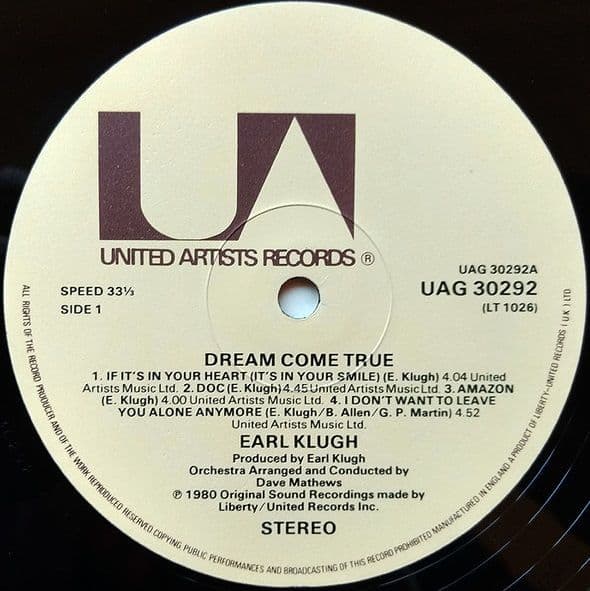 UA
UNITED ARTISTS RECORDS ®
UAG 30292A
SPEED 33⅓
UAG 30292
SIDE 1
(LT 1026)
DREAM COME TRUE
1. IF IT'S IN YOUR HEART (IT'S IN YOUR SMILE) (E. Klugh) 4.04 United
Artists Music Ltd. 2. DOC (E. Klugh) 4.45 United Artists Music Ltd. 3. AMAZON
(E. Klugh) 4.00 United Artists Music Ltd. 4. I DON'T WANT TO LEAVE
YOU ALONE ANYMORE (E. Klugh/B. Allen/G. P. Martin) 4.52
United Artists Music Ltd.
EARL KLUGH
Produced by Earl Klugh
Orchestra Arranged and Conducted by
Dave Mathews
℗ 1980 Original Sound Recordings made by
Liberty/United Records Inc.
STEREO
ALL RIGHTS OF THE RECORD PRODUCER AND OF THE WORK REPRODUCED RESERVED COPYING, PUBLIC PERFORMANCES AND BROADCASTING OF THIS RECORD PROHIBITED MANUFACTURED IN ENGLAND A PRODUCT OF LIBERTY-UNITED RECORDS (UK) LTD